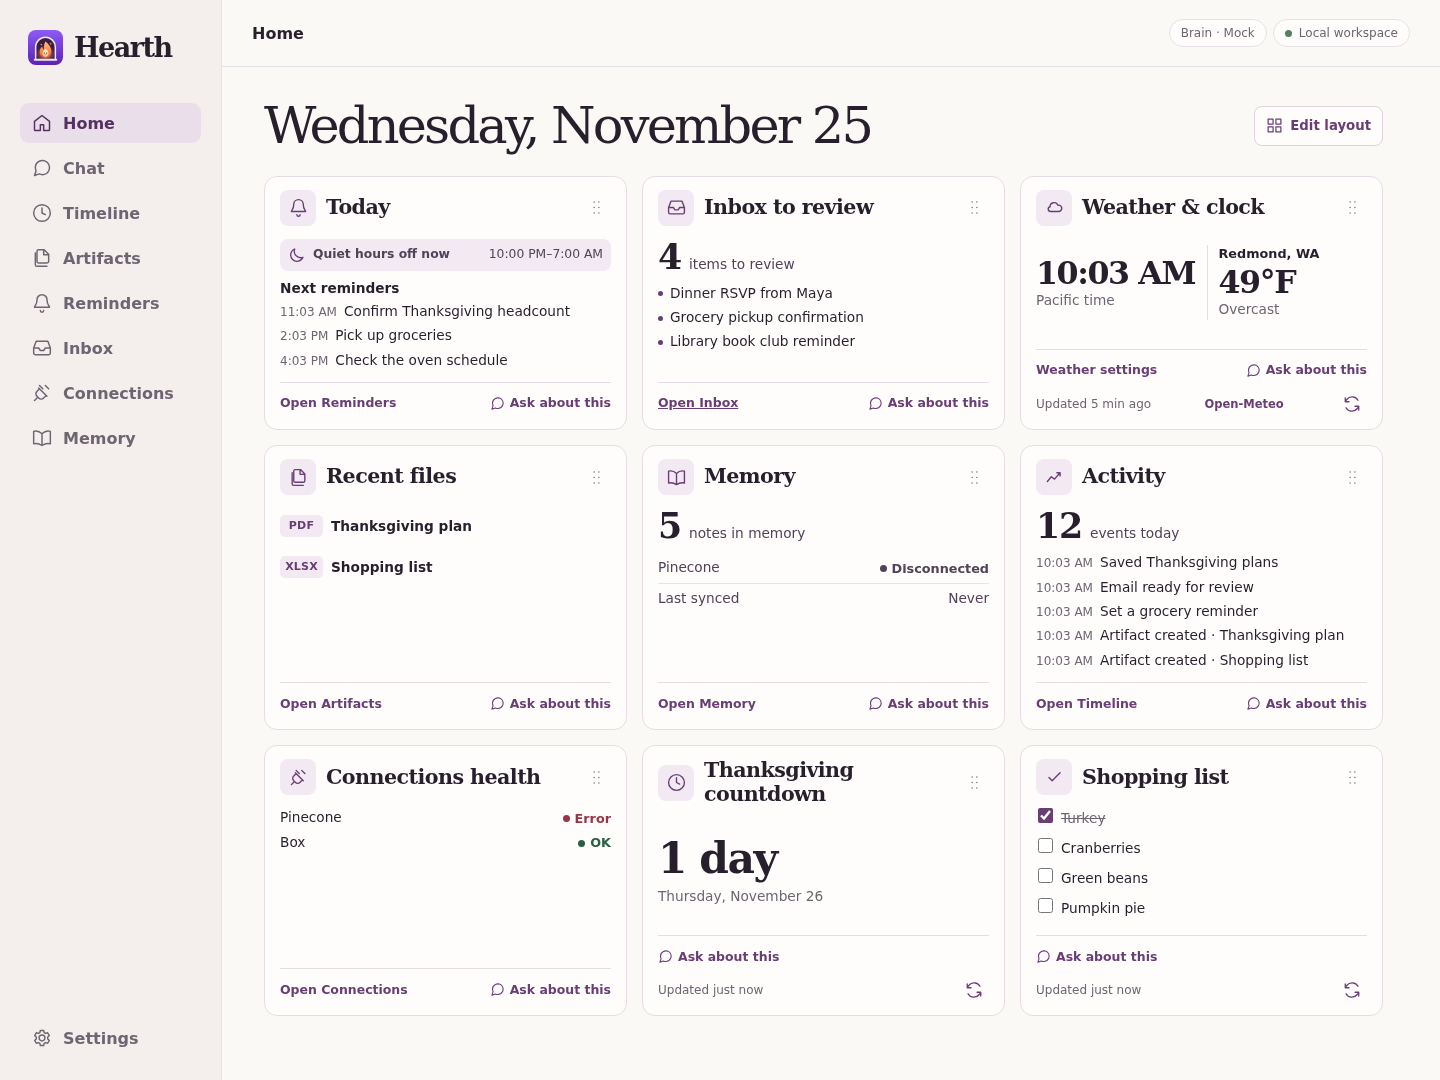 Hearth
Home
Chat
Timeline
Artifacts
Reminders
Inbox
Connections
Memory
Settings
Home
Brain · Mock
Local workspace
Wednesday, November 25
Edit layout
Today
Quiet hours off now 10:00 PM–7:00 AM
Next reminders
11:03 AM Confirm Thanksgiving headcount
2:03 PM Pick up groceries
4:03 PM Check the oven schedule
Open Reminders
Ask about this
Inbox to review
4 items to review
Dinner RSVP from Maya
Grocery pickup confirmation
Library book club reminder
Open Inbox
Ask about this
Weather & clock
10:03 AM
Pacific time
Redmond, WA
49°F
Overcast
Weather settings
Ask about this
Updated 5 min ago
Open-Meteo
Recent files
PDF Thanksgiving plan
XLSX Shopping list
Open Artifacts
Ask about this
Memory
5 notes in memory
Pinecone Disconnected
Last synced Never
Open Memory
Ask about this
Activity
12 events today
10:03 AM Saved Thanksgiving plans
10:03 AM Email ready for review
10:03 AM Set a grocery reminder
10:03 AM Artifact created · Thanksgiving plan
10:03 AM Artifact created · Shopping list
Open Timeline
Ask about this
Connections health
Pinecone Error
Box OK
Open Connections
Ask about this
Thanksgiving
countdown
1 day
Thursday, November 26
Ask about this
Updated just now
Shopping list
Turkey
Cranberries
Green beans
Pumpkin pie
Ask about this
Updated just now